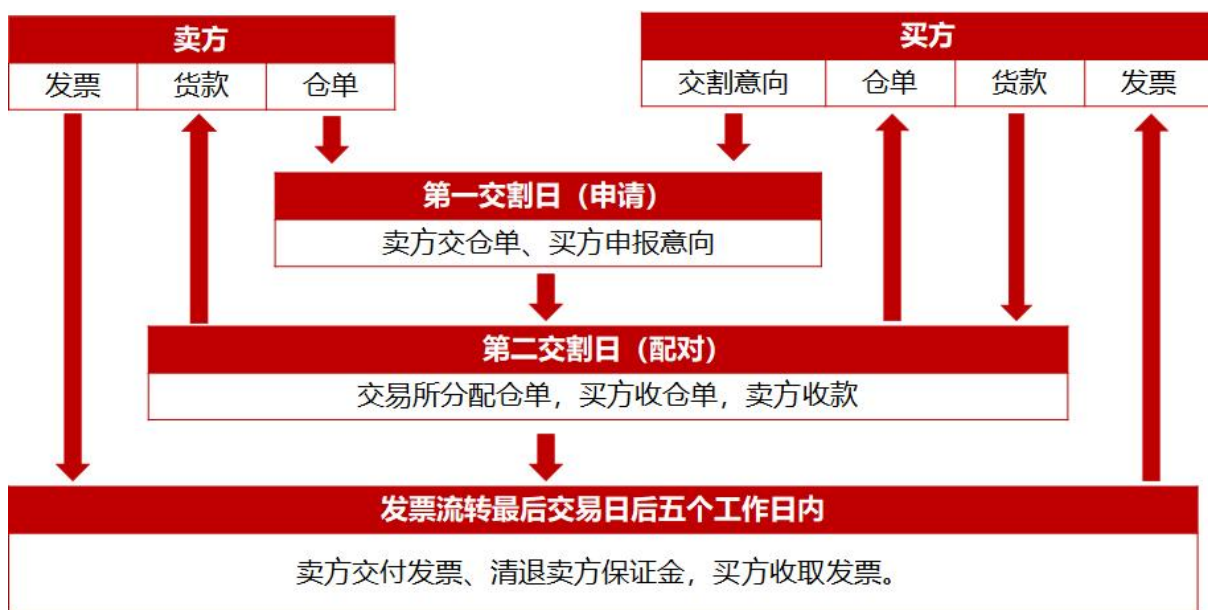 卖方
发票 货款 仓单
买方
交割意向 仓单 货款 发票
第一交割日（申请）
卖方交仓单、买方申报意向
第二交割日（配对）
交易所分配仓单，买方收仓单，卖方收款
发票流转最后交易日后五个工作日内
卖方交付发票、清退卖方保证金，买方收取发票。